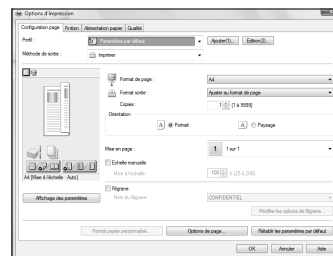 Options d'impression
Configuration page Finition Alimentation papier Qualité
Profil : Paramètres par défaut Ajouter(1)... Edition(2)...
Méthode de sortie : Imprimer
Format de page : A4
Format sortie : Ajuster au format de page
Copies : 1 [1 à 9999]
Orientation
A Portrait A Paysage
Mise en page : 1 1 sur 1
Echelle manuelle
Mise à l'échelle : 100 % [25 à 200]
A4 [Mise à l'échelle : Auto]
Filigrane
Nom du filigrane : CONFIDENTIEL
Affichage des paramètres
Modifier les options de filigrane...
Format papier personnalisé... Options de page... Rétablir les paramètres par défaut
OK Annuler Aide